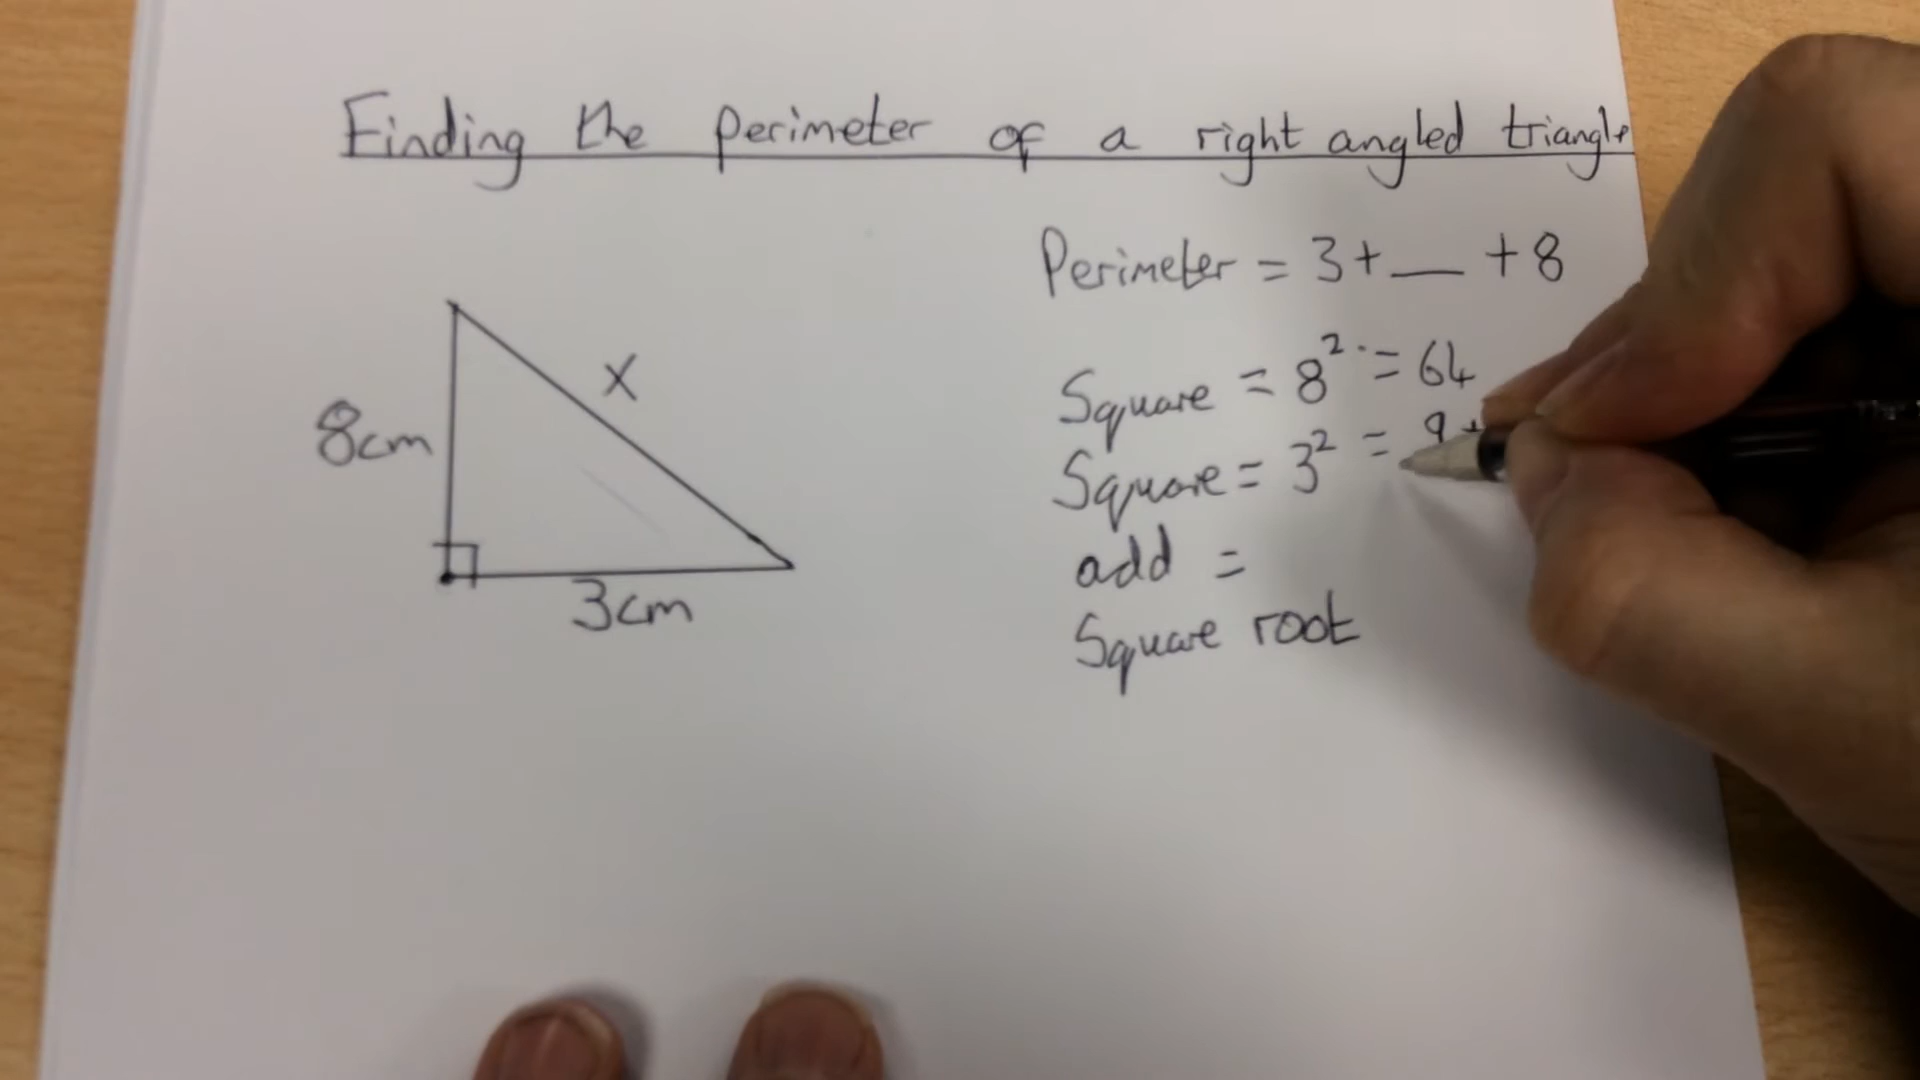 Finding the perimeter of a right angled triangle
Perimeter = 3 + __ + 8
8cm
x
3cm
Square = 8² = 64
Square = 3² = 9 +
add =
Square root